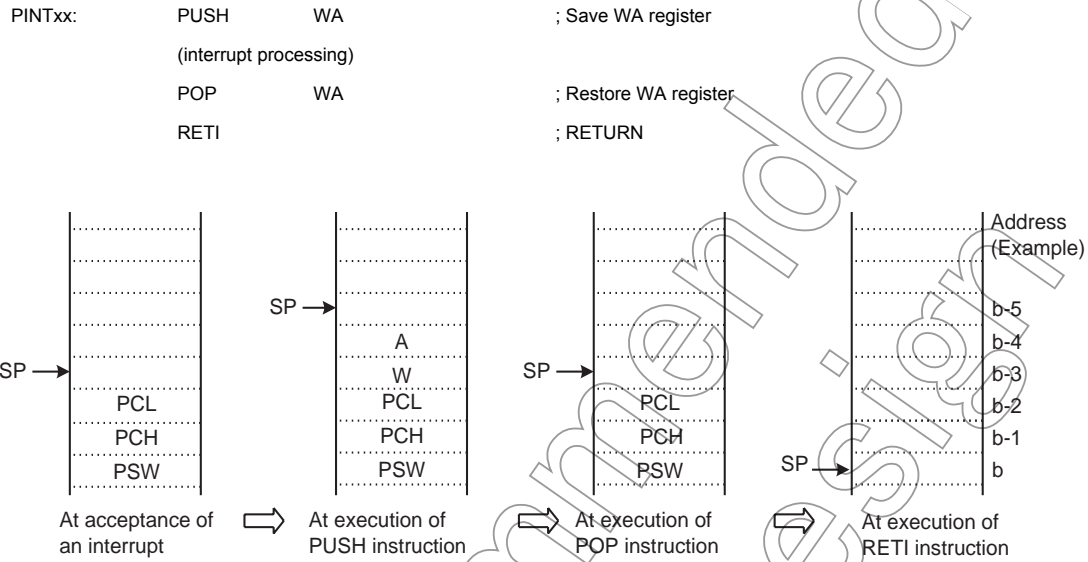 PINTxx: PUSH WA ; Save WA register
(interrupt processing)
POP WA ; Restore WA register
RETI ; RETURN
Address
(Example)
SP
b-5
A
b-4
SP
W
SP
b-3
PCL
PCL
PCL
b-2
PCH
PCH
PCH
b-1
PSW
PSW
PSW
SP
b
At acceptance of
an interrupt
At execution of
PUSH instruction
At execution of
POP instruction
At execution of
RETI instruction
mmended
esign